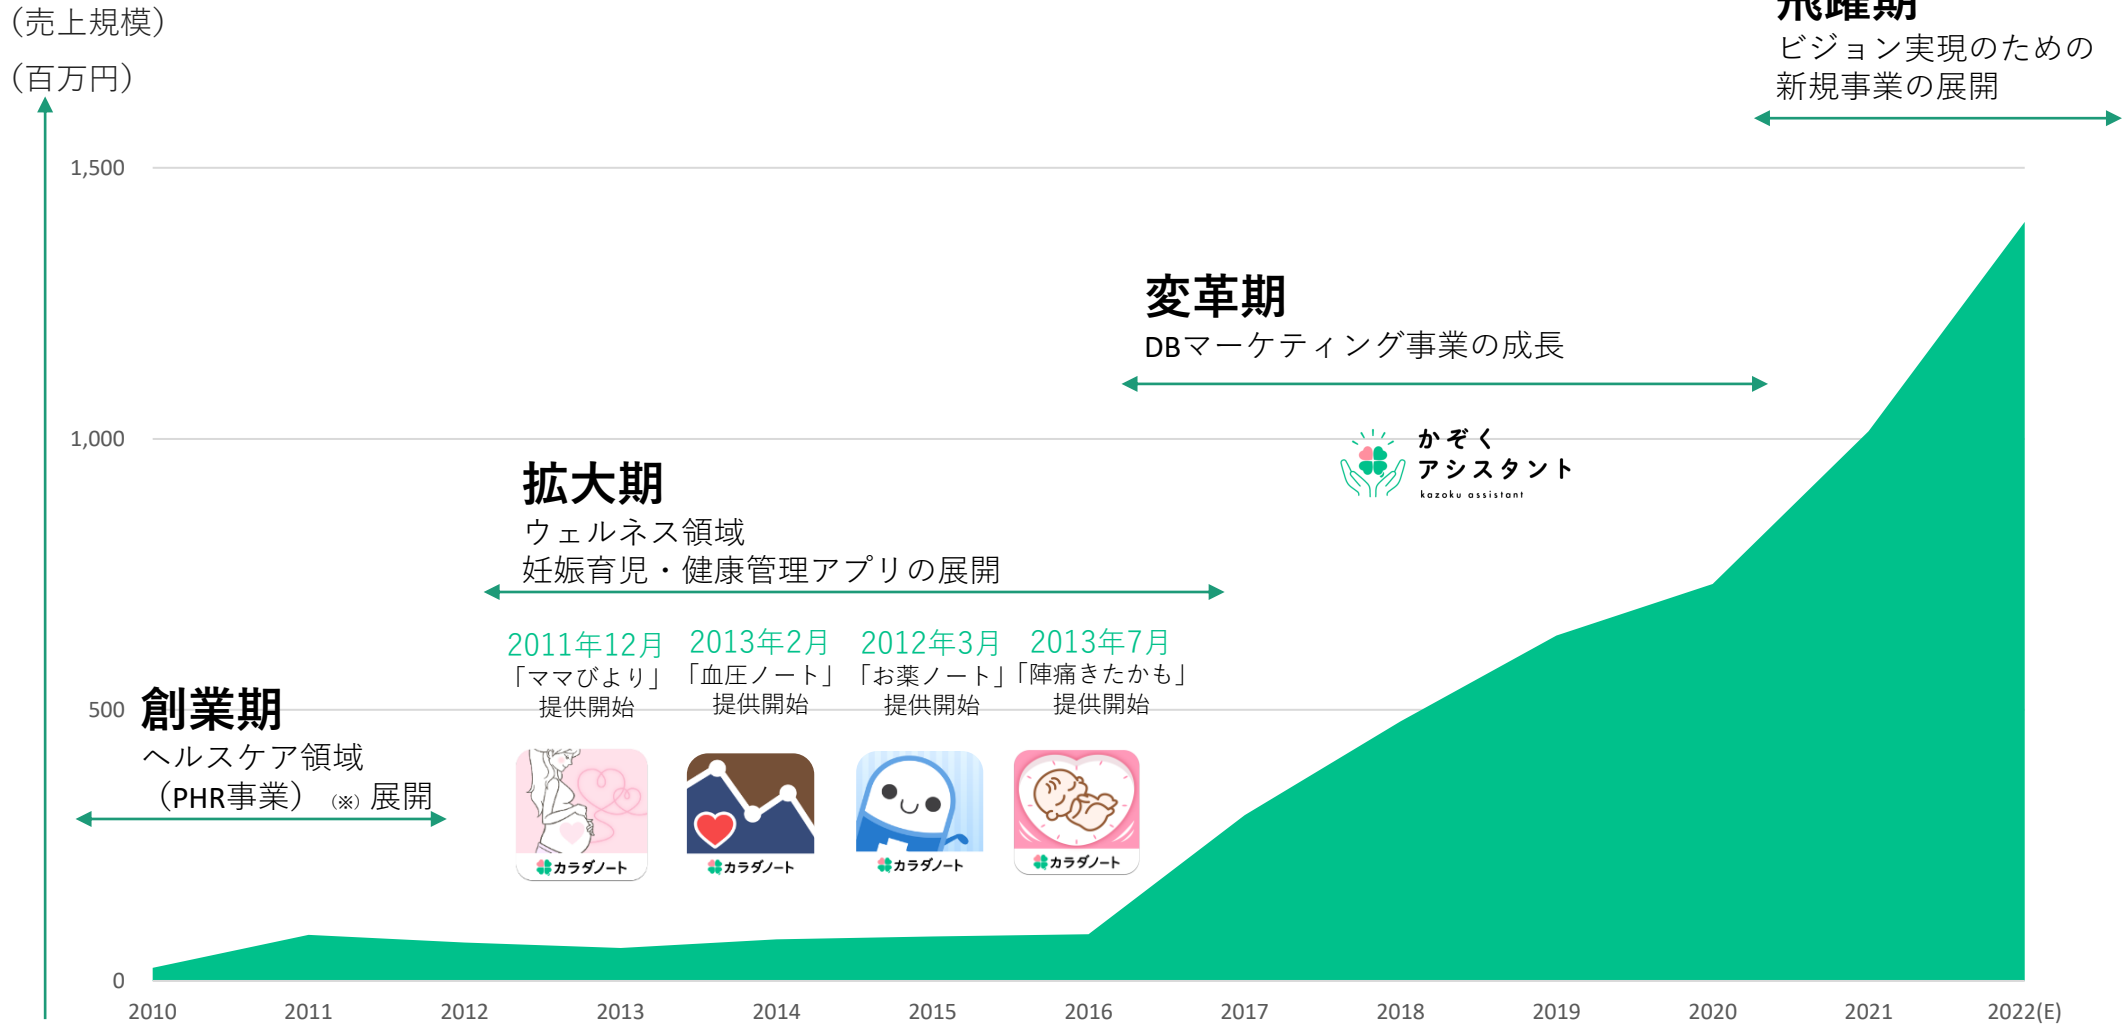 （売上規模）
（百万円）
飛躍期
ビジョン実現のための
新規事業の展開
1,500
変革期
DBマーケティング事業の成長
1,000
かぞく
アシスタント
kazoku assistant
拡大期
ウェルネス領域
妊娠育児・健康管理アプリの展開
2011年12月
「ママびより」
提供開始
2013年2月
「血圧ノート」
提供開始
2012年3月
「お薬ノート」
提供開始
2013年7月
「陣痛きたかも」
提供開始
カラダノート
カラダノート
カラダノート
カラダノート
500
創業期
ヘルスケア領域
（PHR事業）（※）展開
0
2010 2011 2012 2013 2014 2015 2016 2017 2018 2019 2020 2021 2022(E)